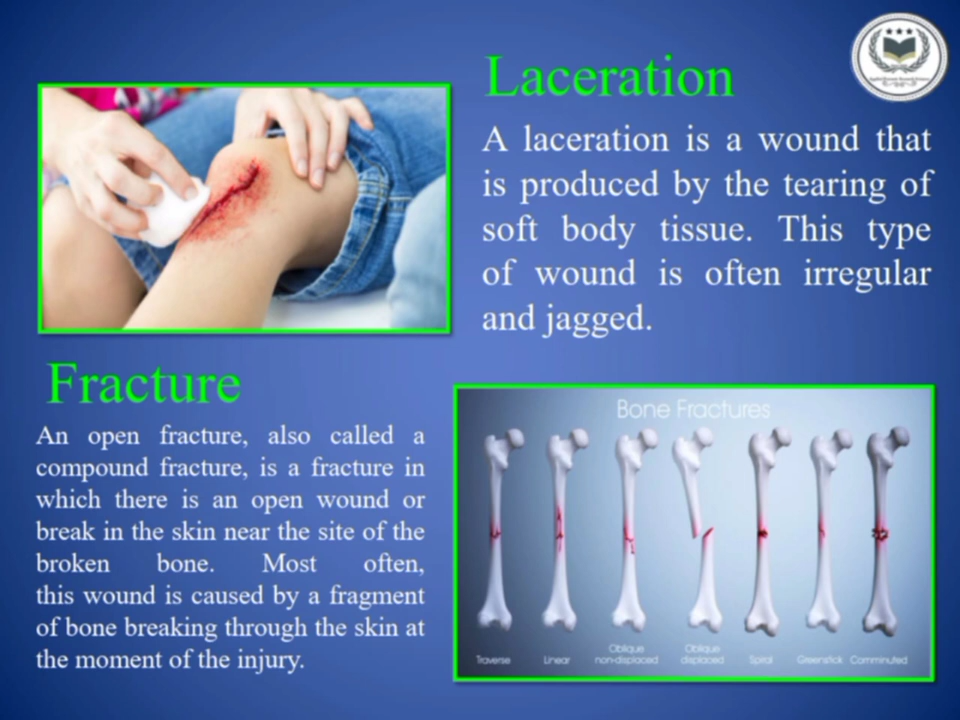 Laceration
A laceration is a wound that
is produced by the tearing of
soft body tissue. This type
of wound is often irregular
and jagged.
Fracture
An open fracture, also called a
compound fracture, is a fracture in
which there is an open wound or
break in the skin near the site of the
broken bone. Most often,
this wound is caused by a fragment
of bone breaking through the skin at
the moment of the injury.
Bone Fractures
Traverse
Linear
Oblique
non-displaced
Oblique
displaced
Spiral
Greenstick
Comminuted